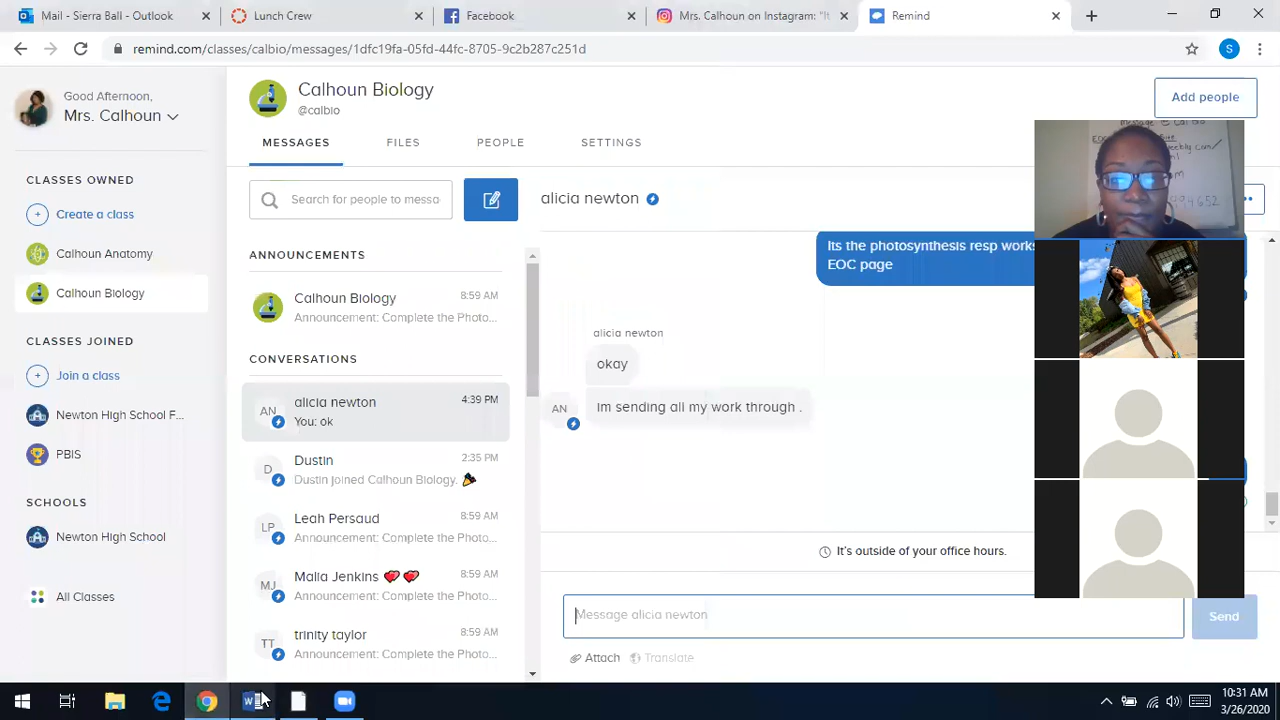 Mail - Sierra Ball - Outlook
Lunch Crew
Facebook
Mrs. Calhoun on Instagram: "It
Remind
remind.com/classes/calbio/messages/1dfc19fa-05fd-44fc-8705-9c2b287c251d
S
Good Afternoon,
Mrs. Calhoun
CLASSES OWNED
Create a class
Calhoun Anatomy
Calhoun Biology
CLASSES JOINED
Join a class
Newton High School F...
PBIS
SCHOOLS
Newton High School
All Classes
Calhoun Biology
@calbio
Add people
MESSAGES
FILES
PEOPLE
SETTINGS
Search for people to messa
ANNOUNCEMENTS
Calhoun Biology
8:59 AM
Announcement: Complete the Photo...
CONVERSATIONS
AN
alicia newton
4:39 PM
You: ok
D
Dustin
2:35 PM
Dustin joined Calhoun Biology.
LP
Leah Persaud
8:59 AM
Announcement: Complete the Photo...
MJ
Malia Jenkins
8:59 AM
Announcement: Complete the Photo...
TT
trinity taylor
8:59 AM
Announcement: Complete the Photo...
alicia newton
Its the photosynthesis resp works
EOC page
alicia newton
okay
AN
Im sending all my work through .
It's outside of your office hours.
Message alicia newton
Send
Attach
Translate
10:31 AM
3/26/2020